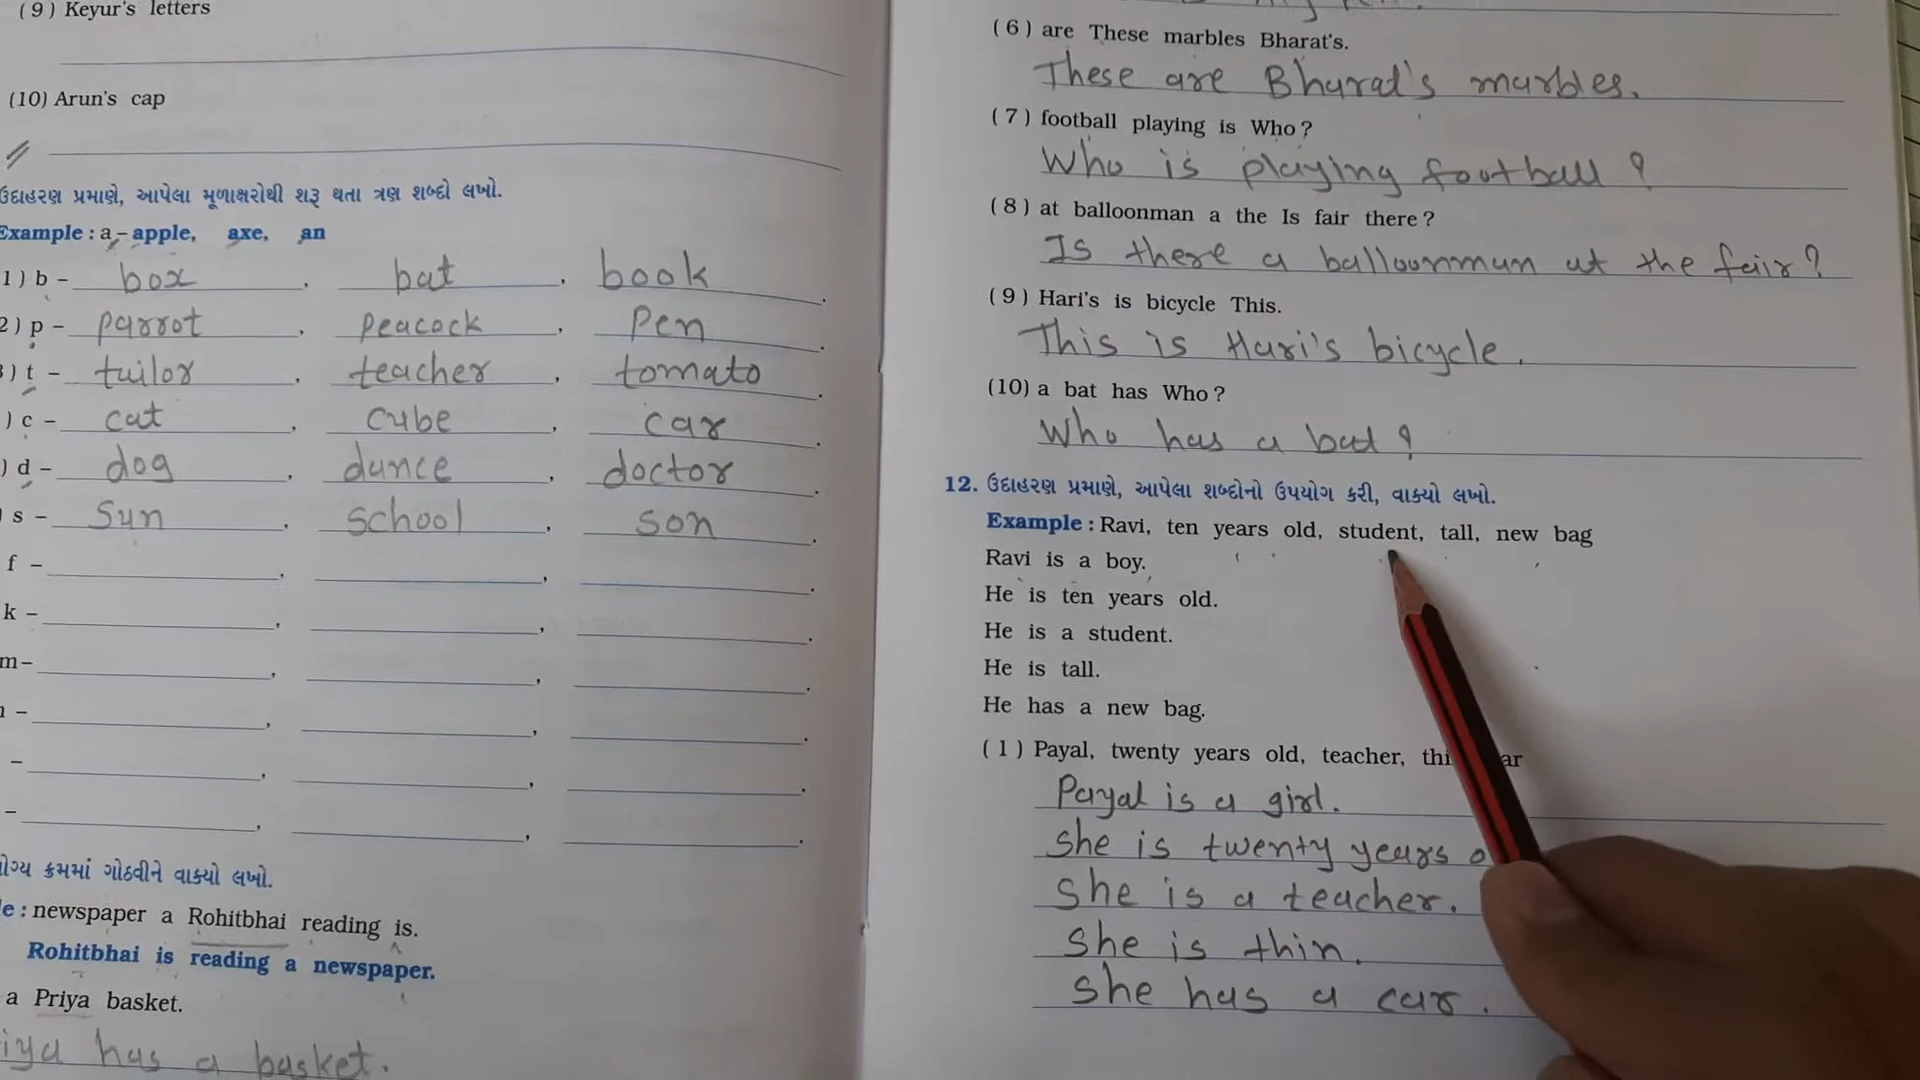 (9) Keyur's letters
(10) Arun's cap
ઉદાહરણ પ્રમાણે, આપેલા મૂળાક્ષરોથી શરૂ થતા ત્રણ શબ્દો લખો.
Example : a - apple, axe, an
1) b - box, bat, book.
2) p - parrot, peacock, Pen.
) t - tailor, teacher, tomato.
) c - cat, cube, car.
) d - dog, dance, doctor.
s - Sun, school, son.
f - , , .
k - , , .
m- , , .
- , , .
- , , .
- , , .
ક્રમમાં ગોઠવીને વાક્યો લખો.
e : newspaper a Rohitbhai reading is.
Rohitbhai is reading a newspaper.
a Priya basket.
iya has a basket.
(6) are These marbles Bharat's.
These are Bharat's marbles.
(7) football playing is Who?
Who is playing football ?
(8) at balloonman a the Is fair there?
Is there a balloonman at the fair?
(9) Hari's is bicycle This.
This is Hari's bicycle.
(10) a bat has Who?
Who has a bat ?
12. ઉદાહરણ પ્રમાણે, આપેલા શબ્દોનો ઉપયોગ કરી, વાક્યો લખો.
Example : Ravi, ten years old, student, tall, new bag
Ravi is a boy.
He is ten years old.
He is a student.
He is tall.
He has a new bag.
(1) Payal, twenty years old, teacher, thi ar
Payal is a girl.
she is twenty years o
she is a teacher.
she is thin.
she has a car.